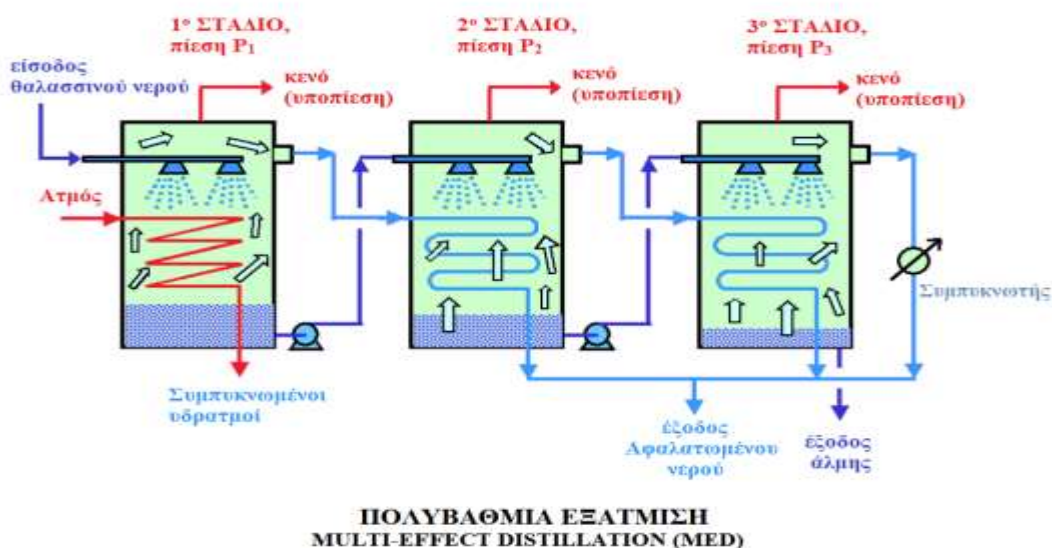 1ο ΣΤΑΔΙΟ,
πίεση P1
2ο ΣΤΑΔΙΟ,
πίεση P2
3ο ΣΤΑΔΙΟ,
πίεση P3
είσοδος
θαλασσινού νερού
κενό
(υποπίεση)
κενό
(υποπίεση)
κενό
(υποπίεση)
Ατμός
Συμπυκνωτής
Συμπυκνωμένοι
υδρατμοί
έξοδος
Αφαλατωμένου
νερού
έξοδος
άλμης
ΠΟΛΥΒΑΘΜΙΑ ΕΞΑΤΜΙΣΗ
MULTI-EFFECT DISTILLATION (MED)